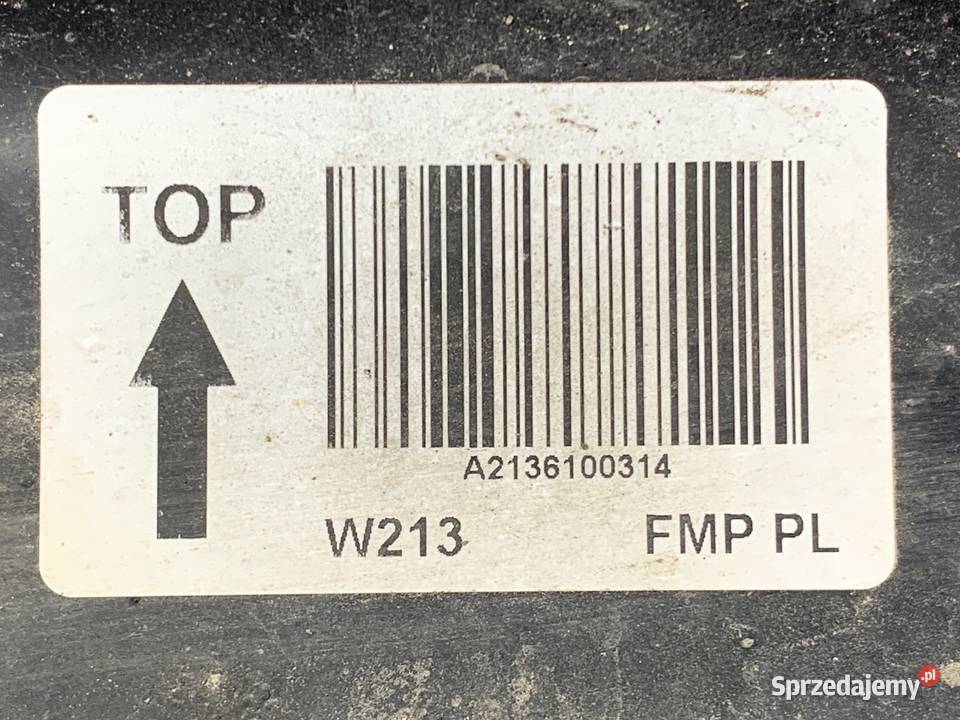 TOP
A2136100314
W213 FMP PL
Sprzedajemy.pl